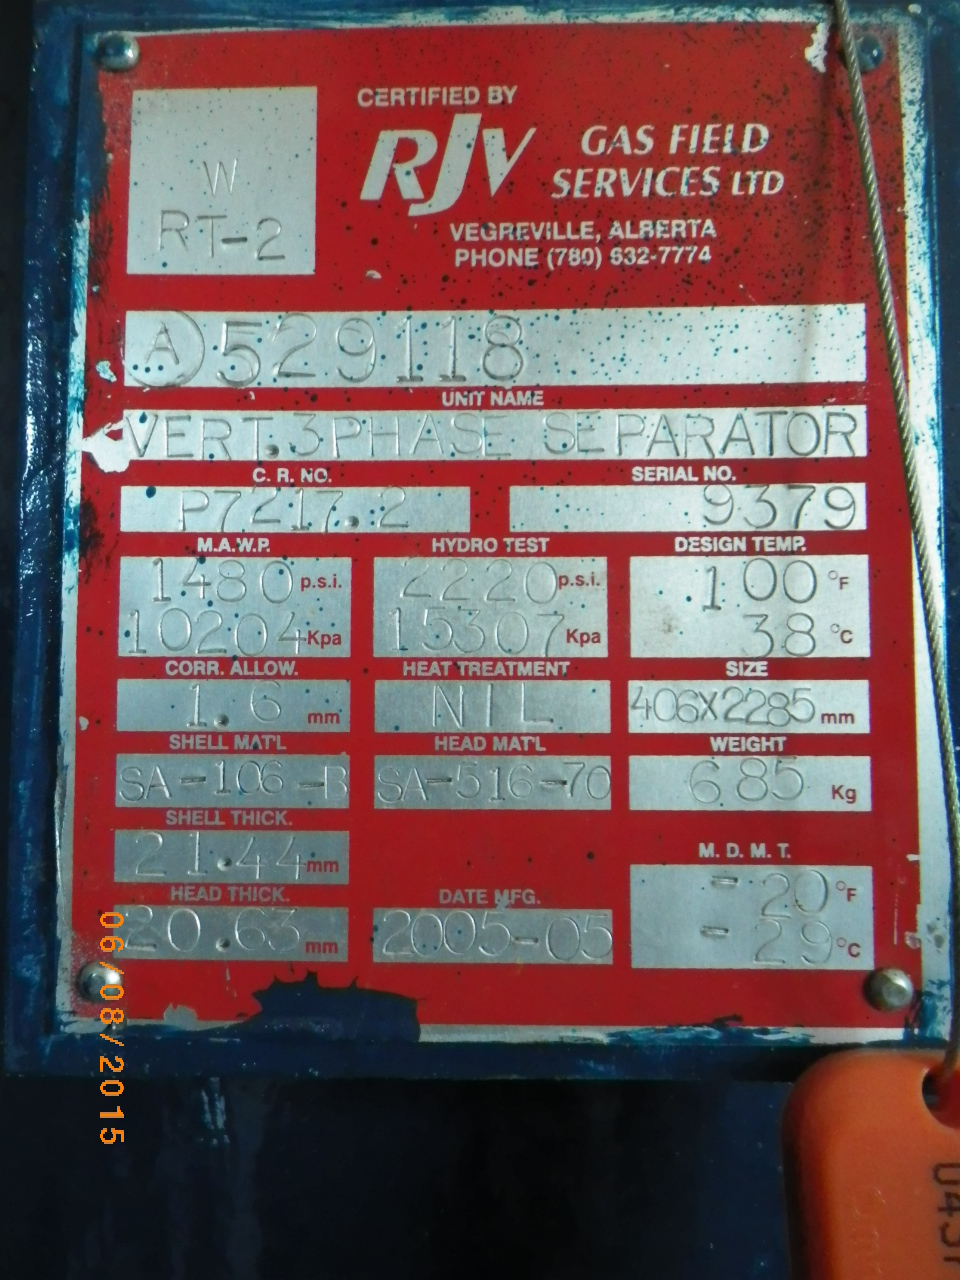 W
RT-2
CERTIFIED BY
RJV GAS FIELD SERVICES LTD
VEGREVILLE, ALBERTA
PHONE (780) 632-7774
A 529118
UNIT NAME
VERT. 3 PHASE SEPARATOR
C. R. NO. SERIAL NO.
P7217.2 9379
M.A.W.P. HYDRO TEST DESIGN TEMP.
1480 p.s.i. 2220 p.s.i. 100 °F
10204 Kpa 15307 Kpa 38 °C
CORR. ALLOW. HEAT TREATMENT SIZE
1.6 mm NIL 406X2285 mm
SHELL MAT'L HEAD MAT'L WEIGHT
SA-106-B SA-516-70 685 Kg
SHELL THICK. M. D. M. T.
21.44 mm -20 °F
HEAD THICK. DATE MFG.
20.63 mm 2005-05 -29 °C
06/08/2015